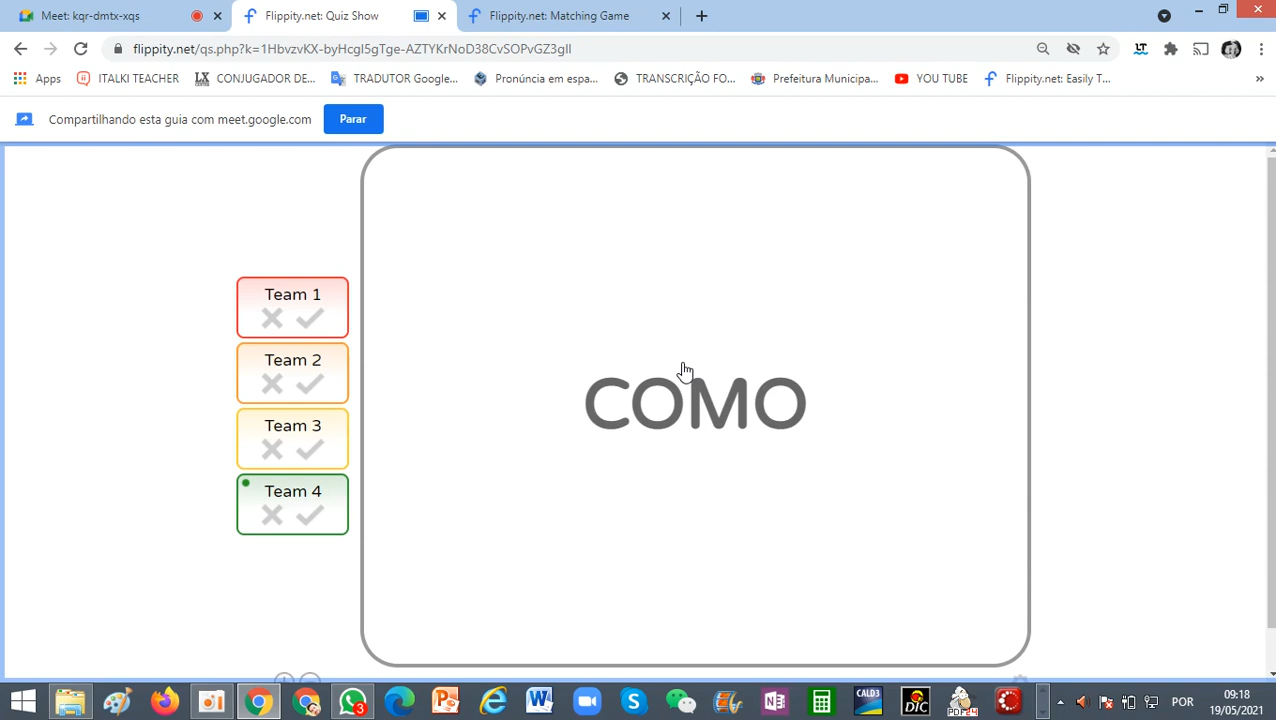 Meet: kqr-dmtx-xqs
Flippity.net: Quiz Show
Flippity.net: Matching Game
flippity.net/qs.php?k=1HbvzvKX-byHcgI5gTge-AZTYKrNoD38CvSOPvGZ3gII
Apps
ITALKI TEACHER
CONJUGADOR DE...
TRADUTOR Google...
Pronúncia em espa...
TRANSCRIÇÃO FO...
Prefeitura Municipa...
YOU TUBE
Flippity.net: Easily T...
Compartilhando esta guia com meet.google.com
Parar
Team 1
Team 2
Team 3
Team 4
COMO
POR
09:18
19/05/2021